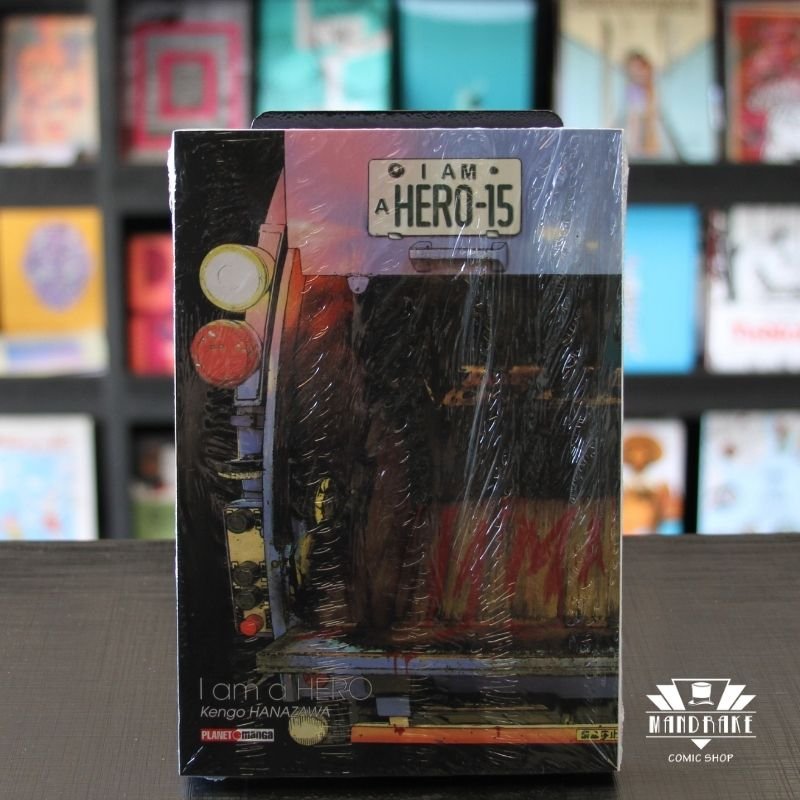 I AM
A HERO-15
I am a HERO
Kengo HANAZAWA
PLANET manga
MANDRAKE
COMIC SHOP